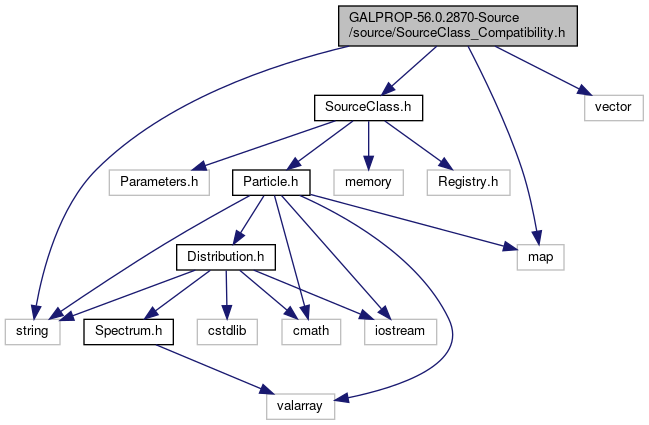 GALPROP-56.0.2870-Source
/source/SourceClass_Compatibility.h
SourceClass.h
vector
Parameters.h
Particle.h
memory
Registry.h
Distribution.h
map
string
Spectrum.h
cstdlib
cmath
iostream
valarray